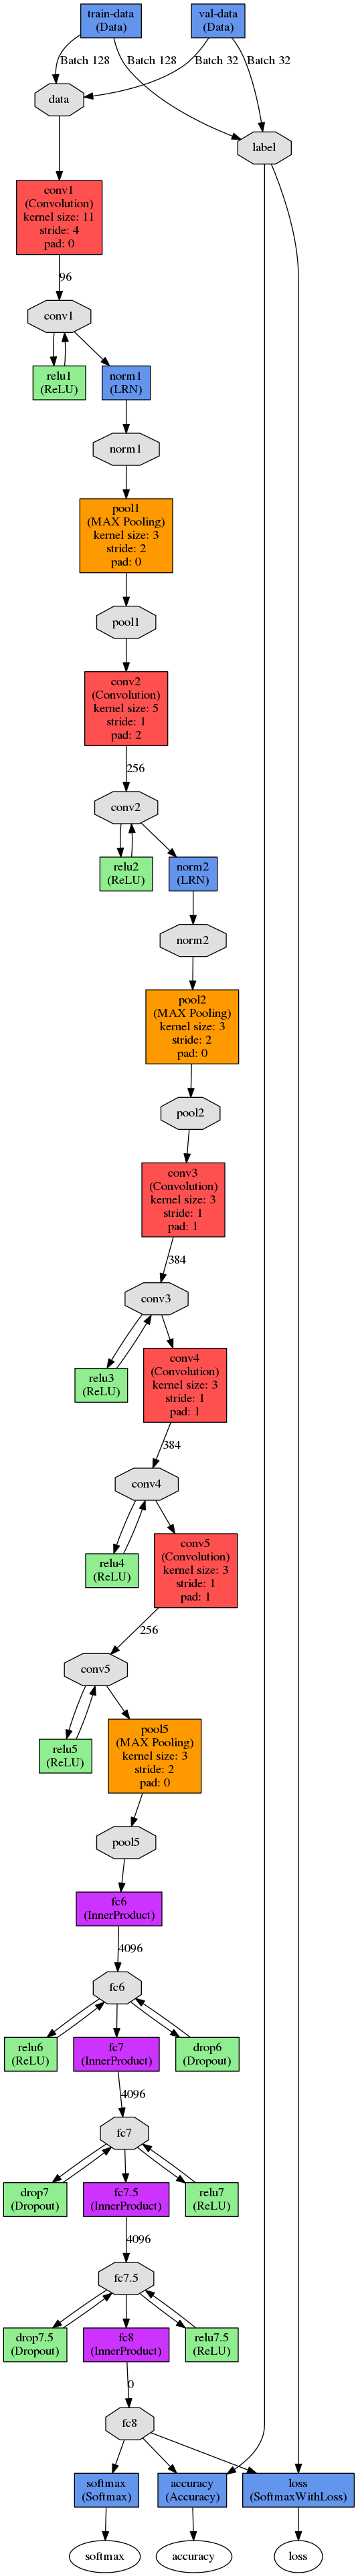 train-data
(Data)
val-data
(Data)
Batch 128
Batch 128
Batch 32
Batch 32
data
label
conv1
(Convolution)
kernel size: 11
stride: 4
pad: 0
96
conv1
relu1
(ReLU)
norm1
(LRN)
norm1
pool1
(MAX Pooling)
kernel size: 3
stride: 2
pad: 0
pool1
conv2
(Convolution)
kernel size: 5
stride: 1
pad: 2
256
conv2
relu2
(ReLU)
norm2
(LRN)
norm2
pool2
(MAX Pooling)
kernel size: 3
stride: 2
pad: 0
pool2
conv3
(Convolution)
kernel size: 3
stride: 1
pad: 1
384
conv3
relu3
(ReLU)
conv4
(Convolution)
kernel size: 3
stride: 1
pad: 1
384
conv4
relu4
(ReLU)
conv5
(Convolution)
kernel size: 3
stride: 1
pad: 1
256
conv5
relu5
(ReLU)
pool5
(MAX Pooling)
kernel size: 3
stride: 2
pad: 0
pool5
fc6
(InnerProduct)
4096
fc6
relu6
(ReLU)
fc7
(InnerProduct)
drop6
(Dropout)
4096
fc7
drop7
(Dropout)
fc7.5
(InnerProduct)
relu7
(ReLU)
4096
fc7.5
drop7.5
(Dropout)
fc8
(InnerProduct)
relu7.5
(ReLU)
0
fc8
softmax
(Softmax)
accuracy
(Accuracy)
loss
(SoftmaxWithLoss)
softmax
accuracy
loss